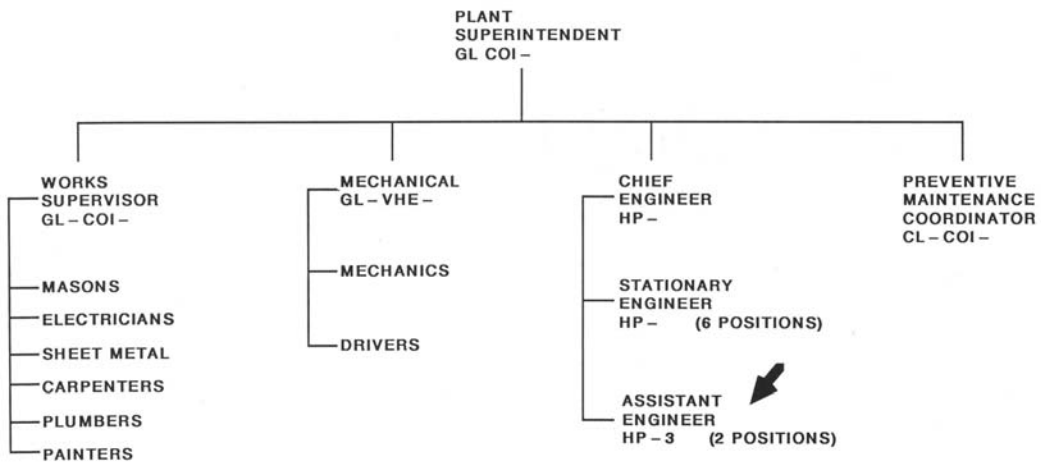 PLANT
SUPERINTENDENT
GL COI –
WORKS
SUPERVISOR
GL – COI –
MASONS
ELECTRICIANS
SHEET METAL
CARPENTERS
PLUMBERS
PAINTERS
MECHANICAL
GL – VHE –
MECHANICS
DRIVERS
CHIEF
ENGINEER
HP –
STATIONARY
ENGINEER
HP – (6 POSITIONS)
ASSISTANT
ENGINEER
HP – 3 (2 POSITIONS)
PREVENTIVE
MAINTENANCE
COORDINATOR
CL – COI –